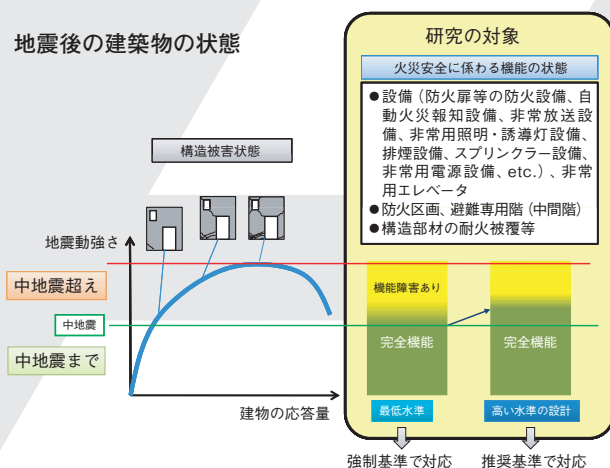 地震後の建築物の状態
研究の対象
火災安全に係わる機能の状態
●設備（防火扉等の防火設備、自
動火災報知設備、非常放送設
備、非常用照明・誘導灯設備、
排煙設備、スプリンクラー設備、
非常用電源設備、etc.）、非常
用エレベータ
●防火区画、避難専用階（中間階）
●構造部材の耐火被覆等
構造被害状態
地震動強さ
中地震超え
中地震
中地震まで
建物の応答量
機能障害あり
完全機能
完全機能
最低水準
高い水準の設計
強制基準で対応
推奨基準で対応